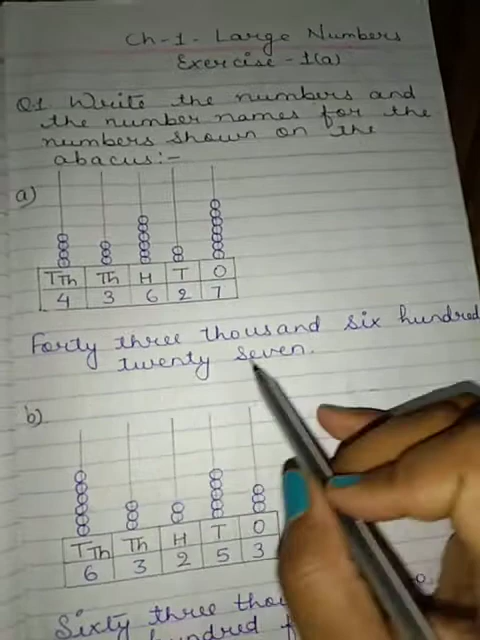 Ch-1-Large Numbers
Exercise-1(a)
Q1 Write the numbers and
the number names for the
numbers shown on the
abacus:-
a)
TTh Th H T O
4 3 6 2 7
Forty three thousand six hundred
twenty seven.
b)
TTh Th H T O
6 3 2 5 3
Sixty three thou
hundred f